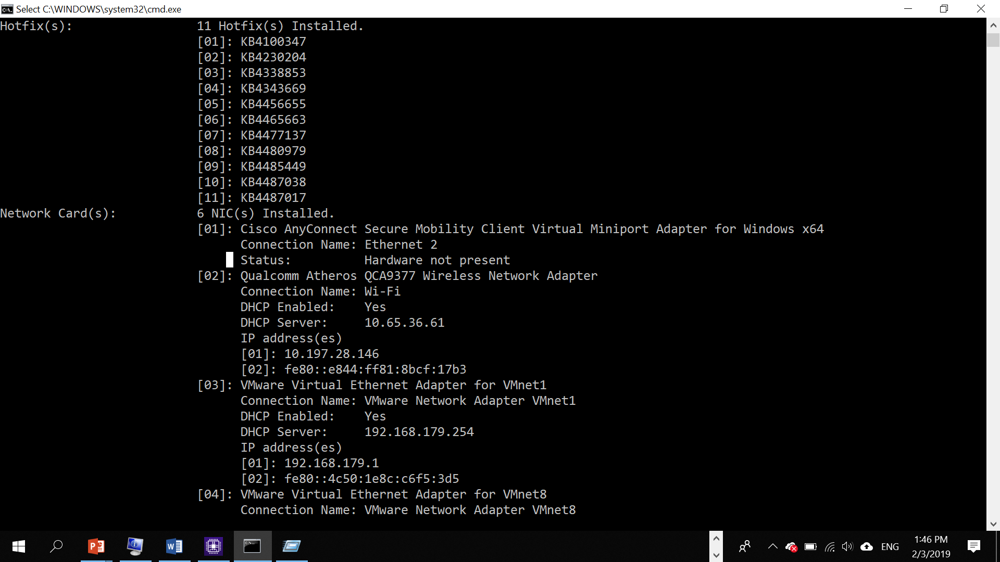 Select C:\WINDOWS\system32\cmd.exe
Hotfix(s): 11 Hotfix(s) Installed.
[01]: KB4100347
[02]: KB4230204
[03]: KB4338853
[04]: KB4343669
[05]: KB4456655
[06]: KB4465663
[07]: KB4477137
[08]: KB4480979
[09]: KB4485449
[10]: KB4487038
[11]: KB4487017
Network Card(s): 6 NIC(s) Installed.
[01]: Cisco AnyConnect Secure Mobility Client Virtual Miniport Adapter for Windows x64
Connection Name: Ethernet 2
Status: Hardware not present
[02]: Qualcomm Atheros QCA9377 Wireless Network Adapter
Connection Name: Wi-Fi
DHCP Enabled: Yes
DHCP Server: 10.65.36.61
IP address(es)
[01]: 10.197.28.146
[02]: fe80::e844:ff81:8bcf:17b3
[03]: VMware Virtual Ethernet Adapter for VMnet1
Connection Name: VMware Network Adapter VMnet1
DHCP Enabled: Yes
DHCP Server: 192.168.179.254
IP address(es)
[01]: 192.168.179.1
[02]: fe80::4c50:1e8c:c6f5:3d5
[04]: VMware Virtual Ethernet Adapter for VMnet8
Connection Name: VMware Network Adapter VMnet8
ENG
1:46 PM
2/3/2019